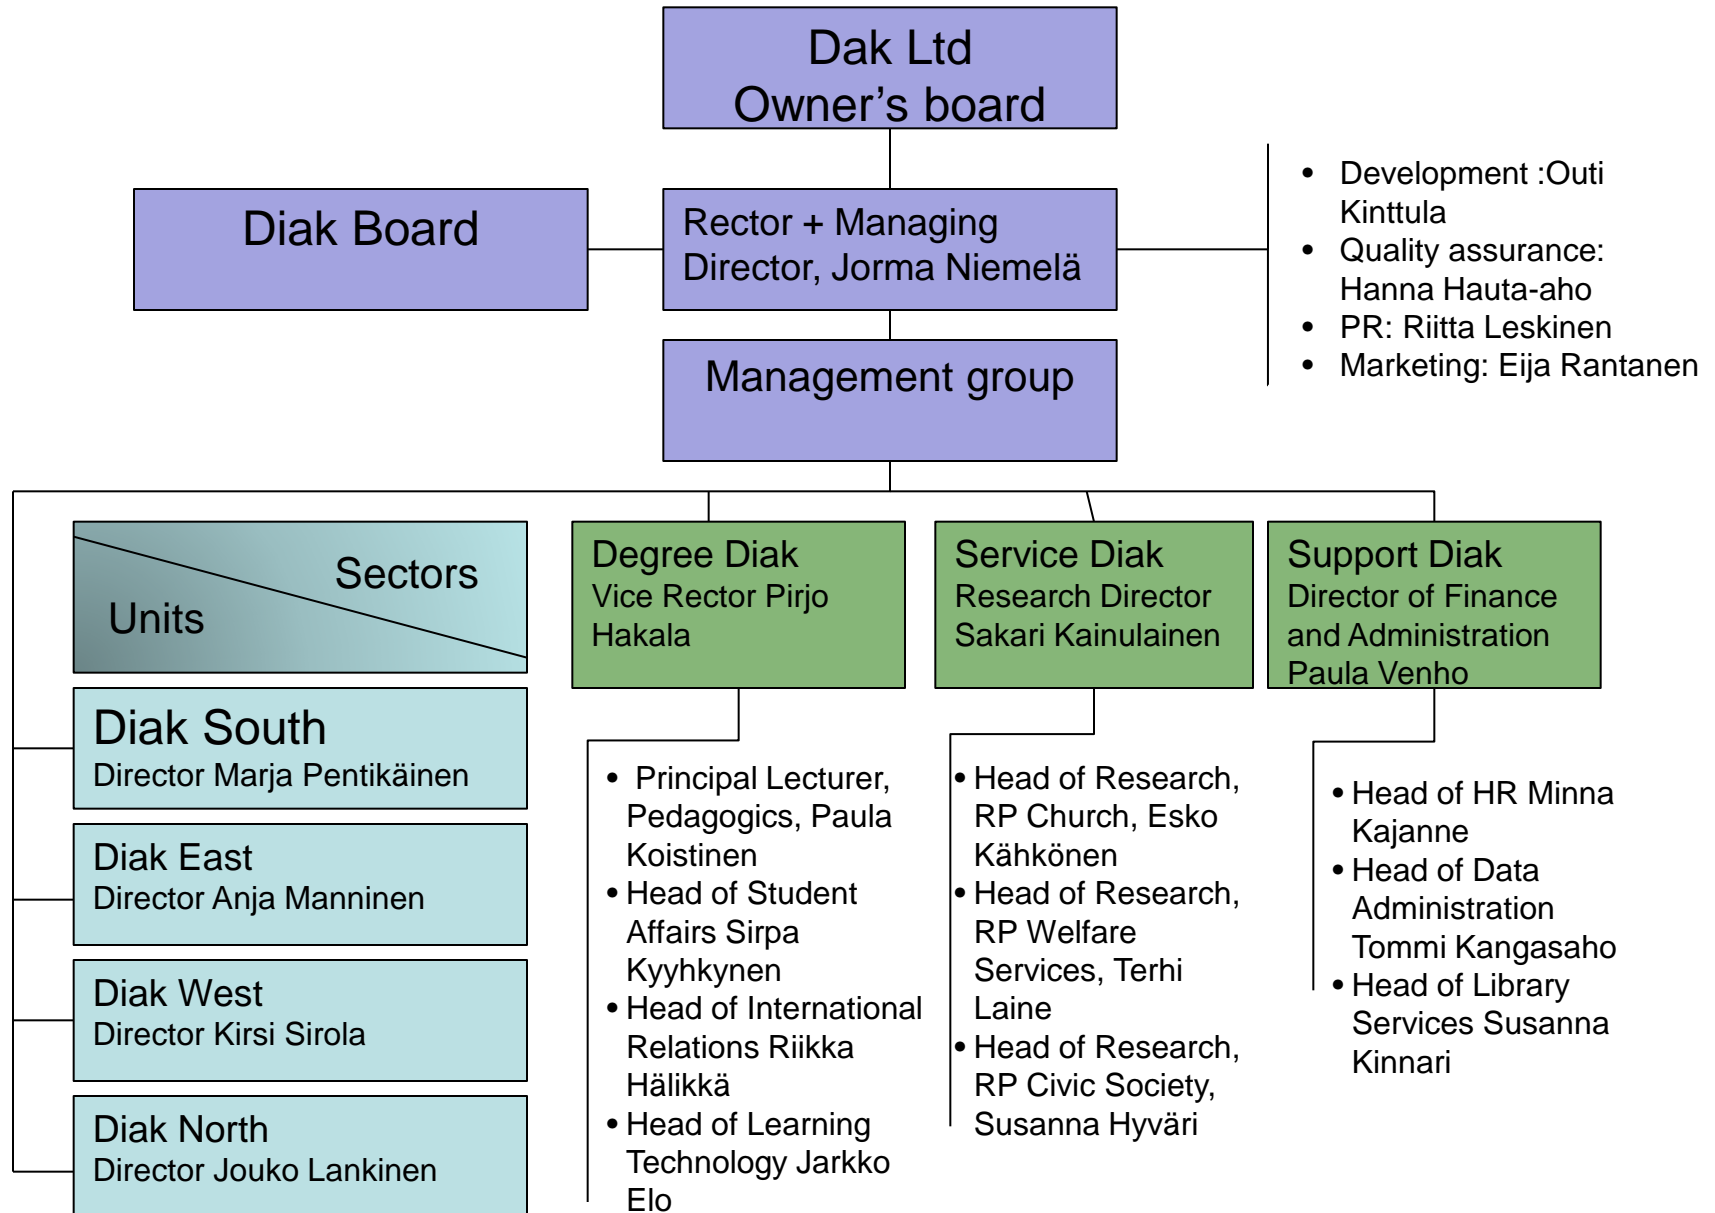 Dak Ltd
Owner’s board
Diak Board
Rector + Managing
Director, Jorma Niemelä
• Development :Outi
Kinttula
• Quality assurance:
Hanna Hauta-aho
• PR: Riitta Leskinen
• Marketing: Eija Rantanen
Management group
Sectors
Units
Degree Diak
Vice Rector Pirjo
Hakala
Service Diak
Research Director
Sakari Kainulainen
Support Diak
Director of Finance
and Administration
Paula Venho
Diak South
Director Marja Pentikäinen
Diak East
Director Anja Manninen
Diak West
Director Kirsi Sirola
Diak North
Director Jouko Lankinen
• Principal Lecturer,
Pedagogics, Paula
Koistinen
• Head of Student
Affairs Sirpa
Kyyhkynen
• Head of International
Relations Riikka
Hälikkä
• Head of Learning
Technology Jarkko
Elo
• Head of Research,
RP Church, Esko
Kähkönen
• Head of Research,
RP Welfare
Services, Terhi
Laine
• Head of Research,
RP Civic Society,
Susanna Hyväri
• Head of HR Minna
Kajanne
• Head of Data
Administration
Tommi Kangasaho
• Head of Library
Services Susanna
Kinnari